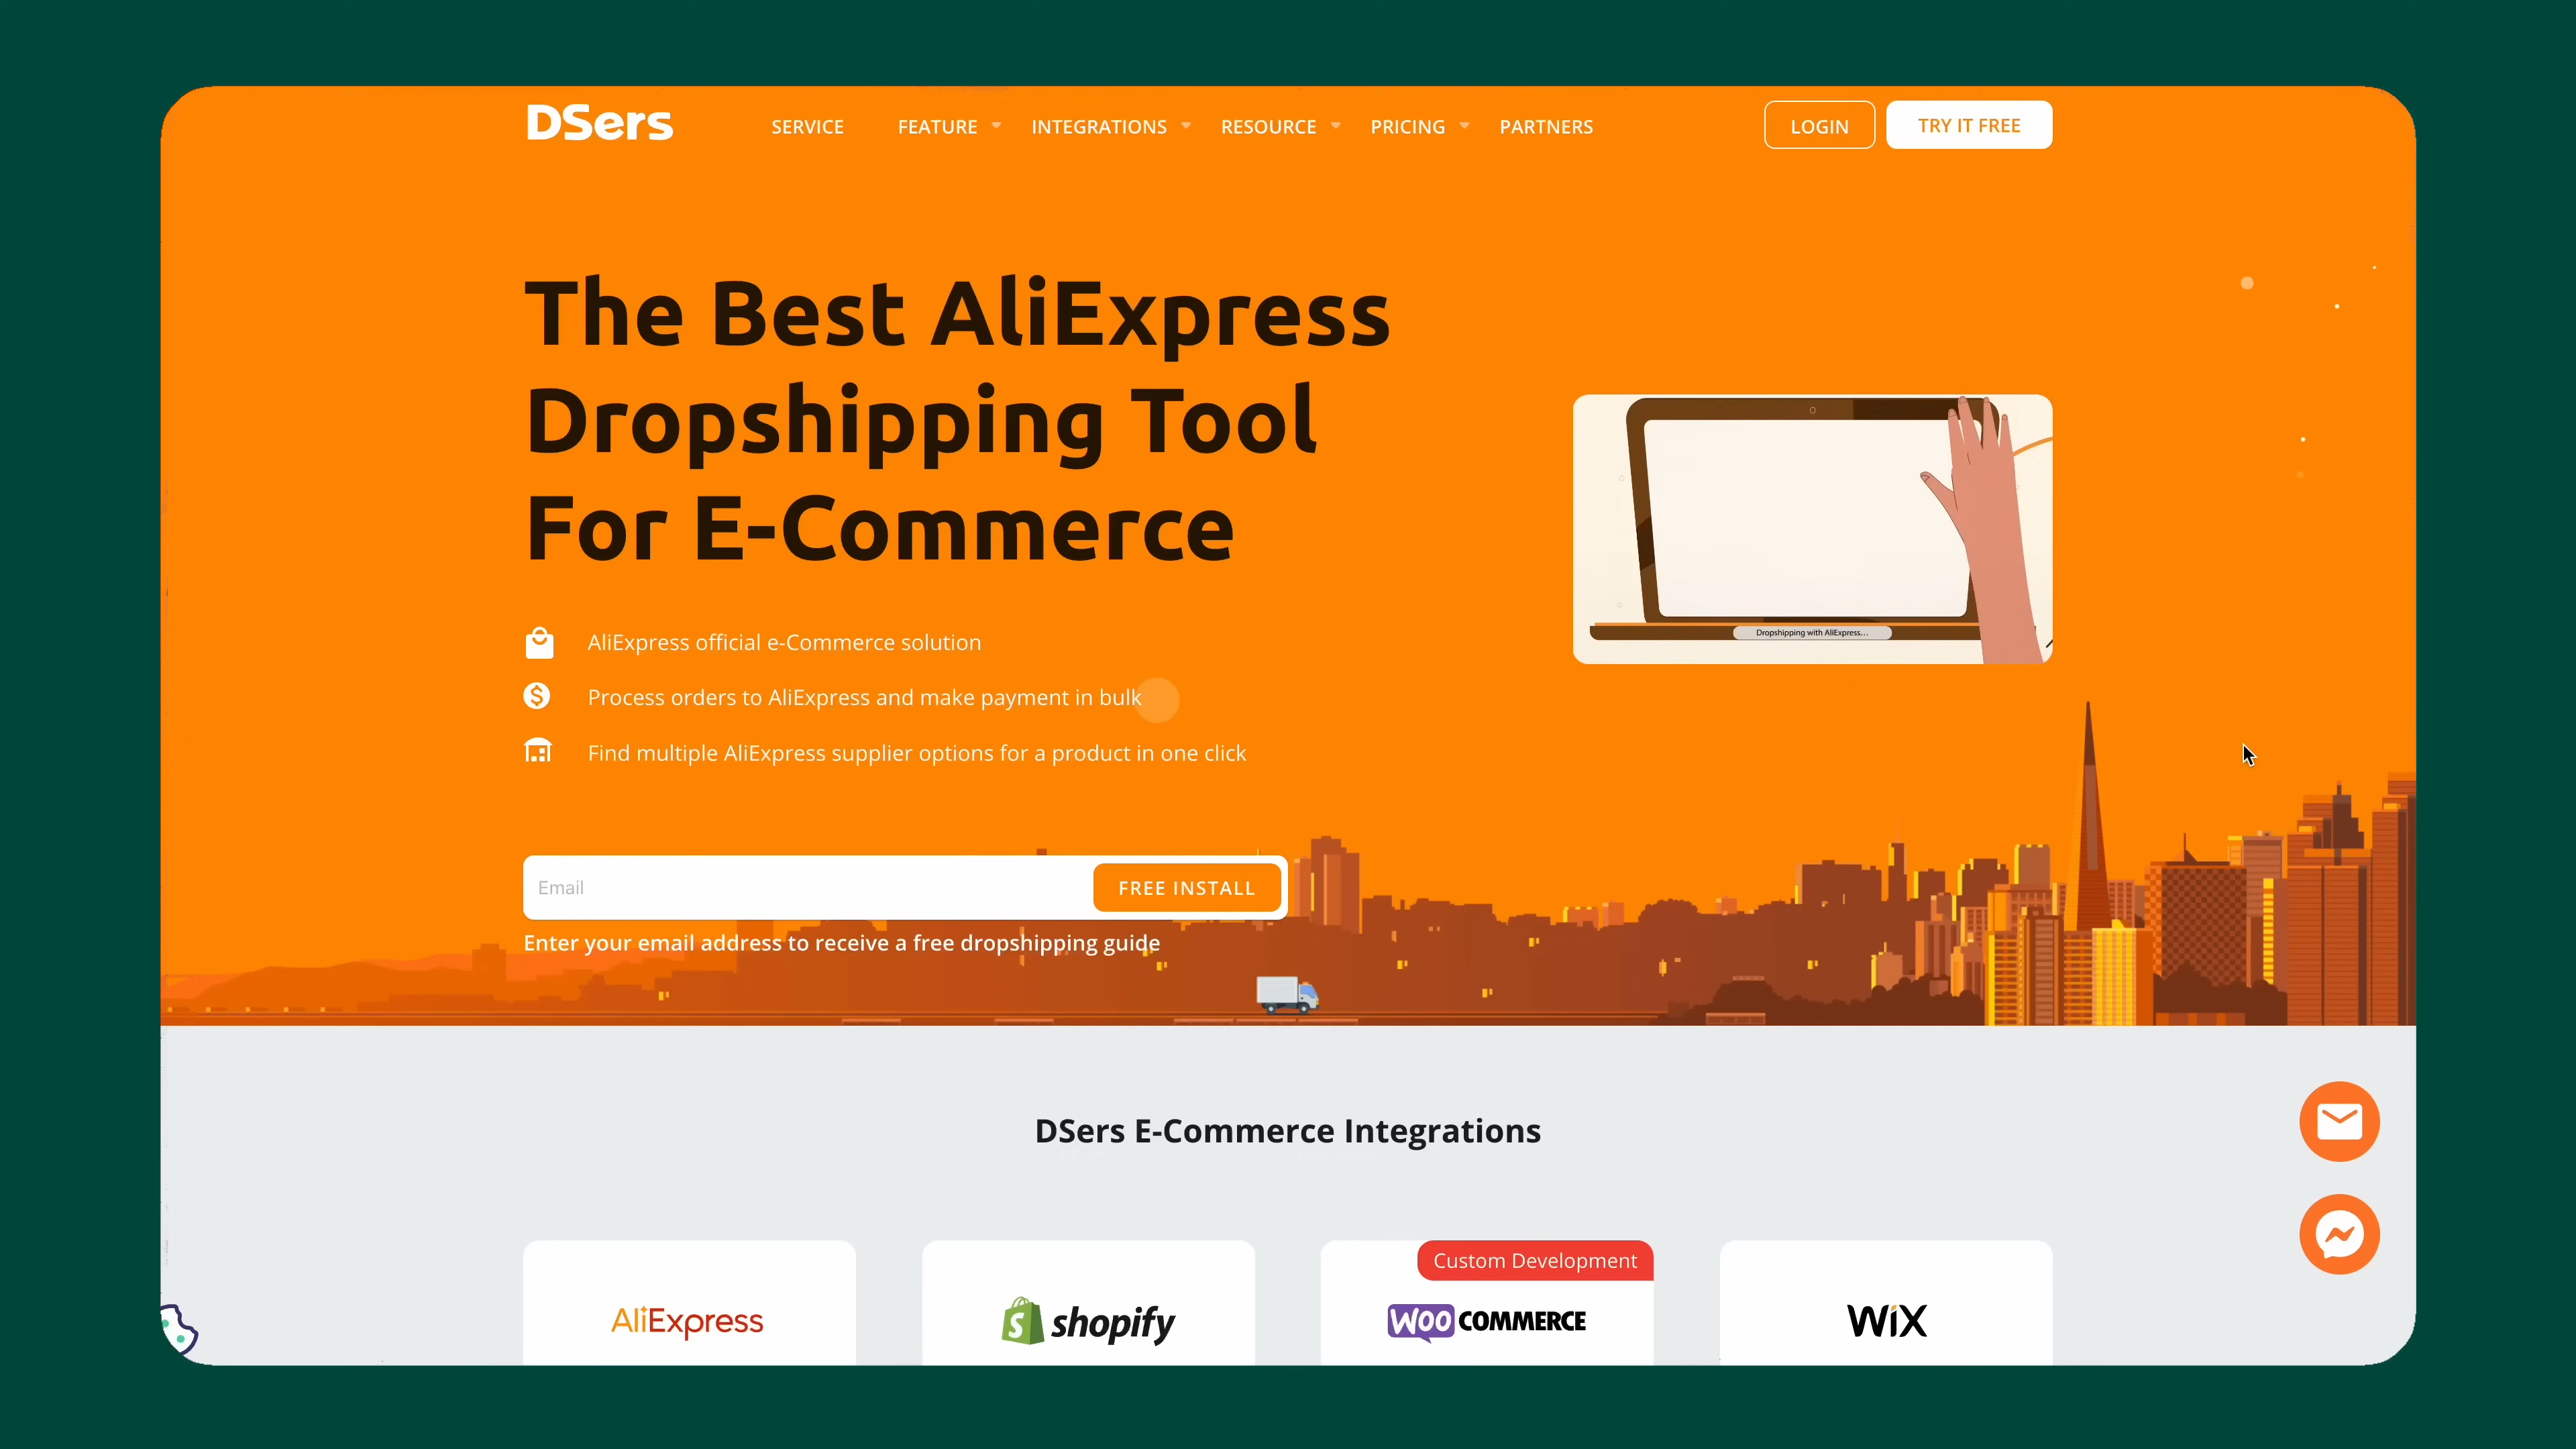 DSers
SERVICE
FEATURE
INTEGRATIONS
RESOURCE
PRICING
PARTNERS
LOGIN
TRY IT FREE
The Best AliExpress
Dropshipping Tool
For E-Commerce
AliExpress official e-Commerce solution
Process orders to AliExpress and make payment in bulk
Find multiple AliExpress supplier options for a product in one click
Dropshipping with AliExpress...
Email
FREE INSTALL
Enter your email address to receive a free dropshipping guide
DSers E-Commerce Integrations
AliExpress
shopify
Custom Development
WOO COMMERCE
WiX